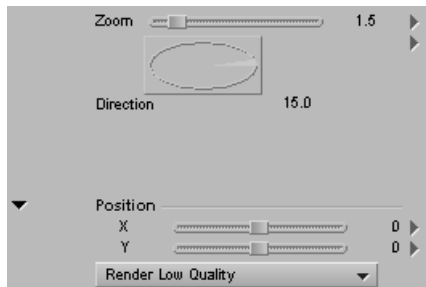 Zoom 1.5
Direction 15.0
Position
X 0
Y 0
Render Low Quality